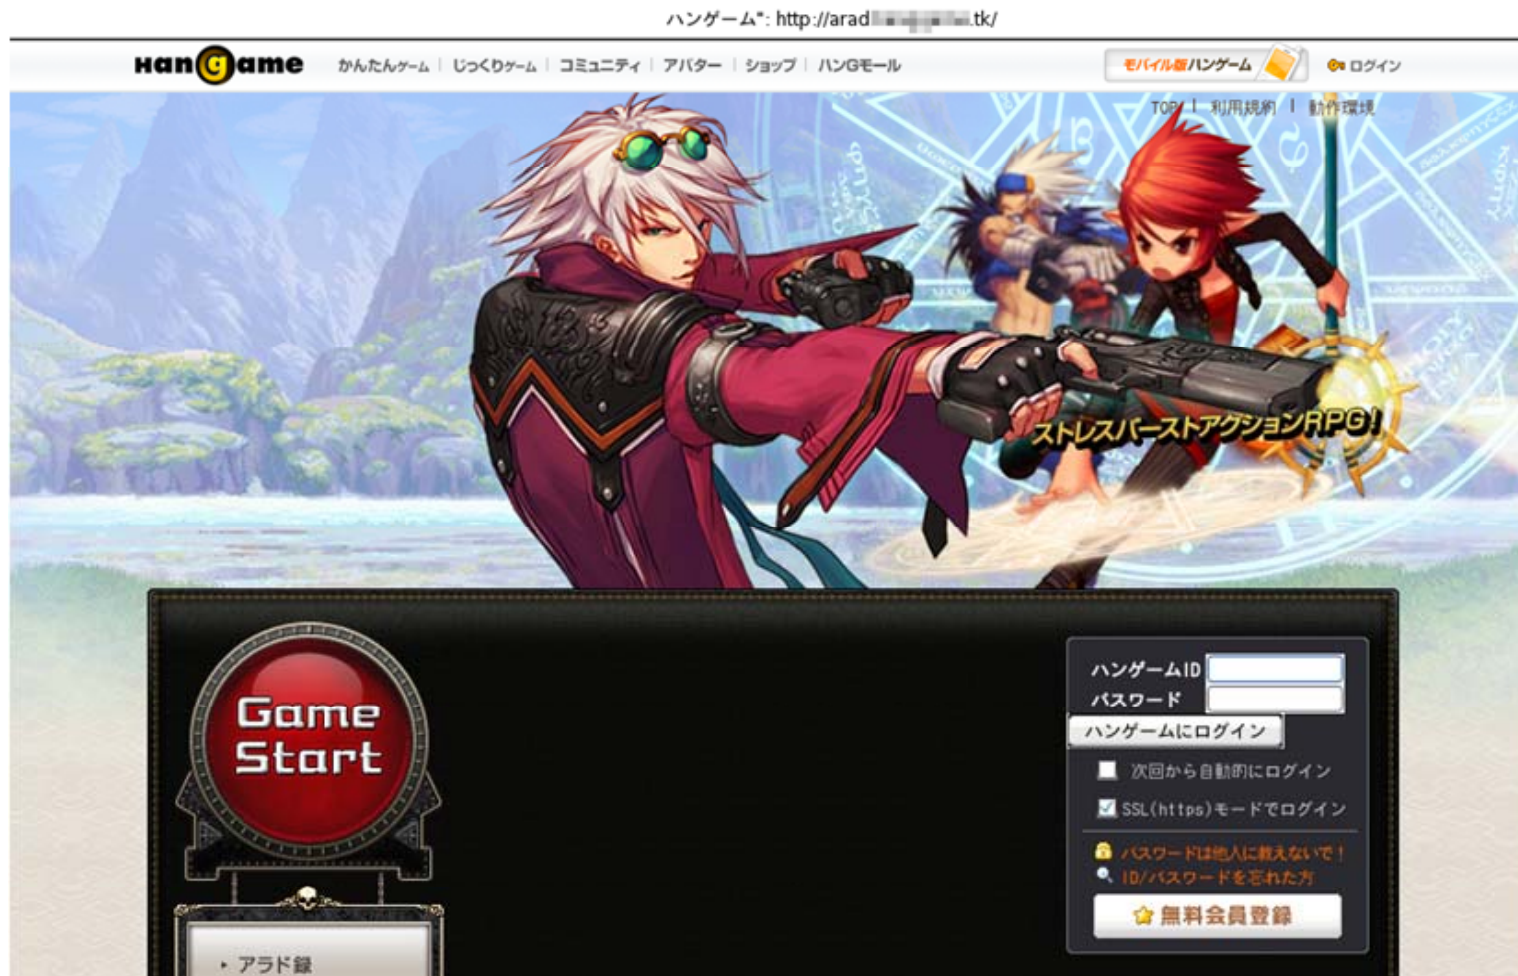 ハンゲーム": http://arad .tk/
Hangame
かんたんゲーム | じっくりゲーム | コミュニティ | アバター | ショップ | ハンGモール
モバイル版ハンゲーム
ログイン
TOP | 利用規約 | 動作環境
ストレスバーストアクションRPG!
Game
Start
ハンゲームID
パスワード
ハンゲームにログイン
次回から自動的にログイン
SSL(https)モードでログイン
パスワードは他人に教えないで!
ID/パスワードを忘れた方
無料会員登録
アラド録